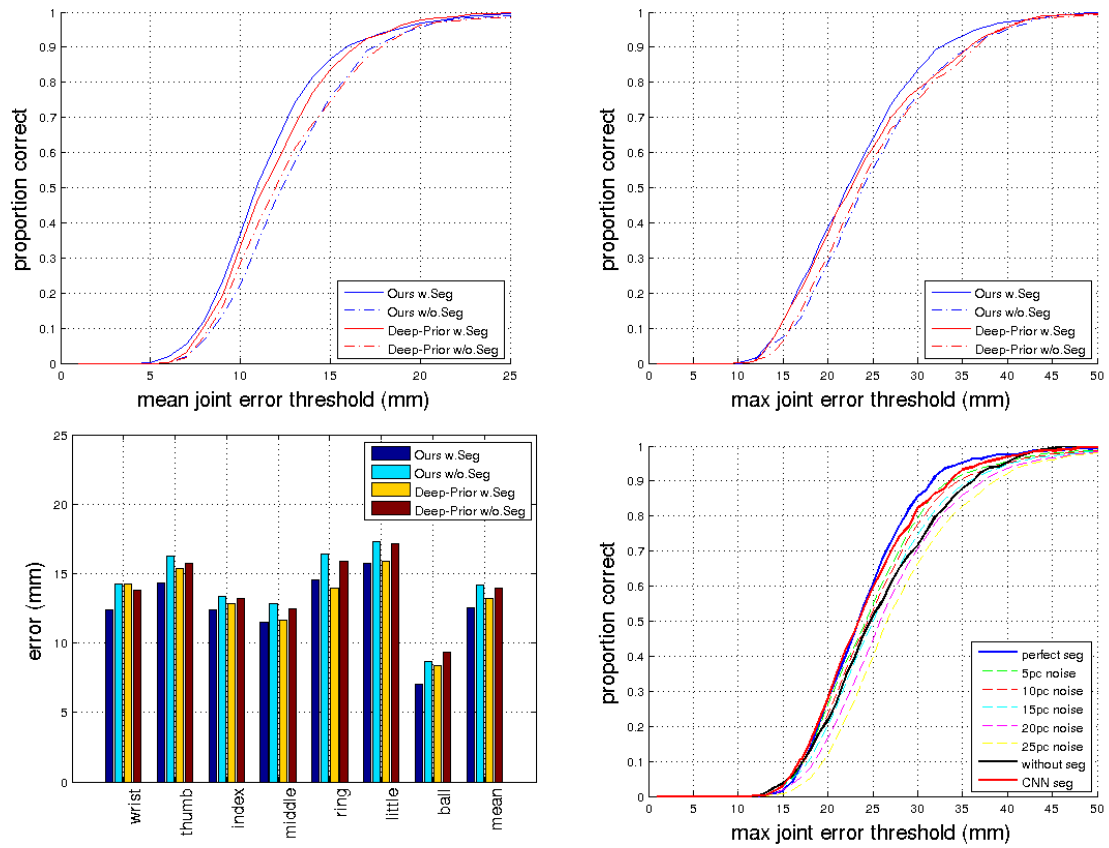 1
0.9
0.8
0.7
0.6
0.5
0.4
0.3
0.2
0.1
0
proportion correct
0 5 10 15 20 25
mean joint error threshold (mm)
Ours w.Seg
Ours w/o.Seg
Deep-Prior w.Seg
Deep-Prior w/o.Seg
1
0.9
0.8
0.7
0.6
0.5
0.4
0.3
0.2
0.1
0
proportion correct
0 5 10 15 20 25 30 35 40 45 50
max joint error threshold (mm)
Ours w.Seg
Ours w/o.Seg
Deep-Prior w.Seg
Deep-Prior w/o.Seg
25
20
15
10
5
0
error (mm)
Ours w.Seg
Ours w/o.Seg
Deep-Prior w.Seg
Deep-Prior w/o.Seg
wrist
thumb
index
middle
ring
little
ball
mean
1
0.9
0.8
0.7
0.6
0.5
0.4
0.3
0.2
0.1
0
proportion correct
0 5 10 15 20 25 30 35 40 45 50
max joint error threshold (mm)
perfect seg
5pc noise
10pc noise
15pc noise
20pc noise
25pc noise
without seg
CNN seg